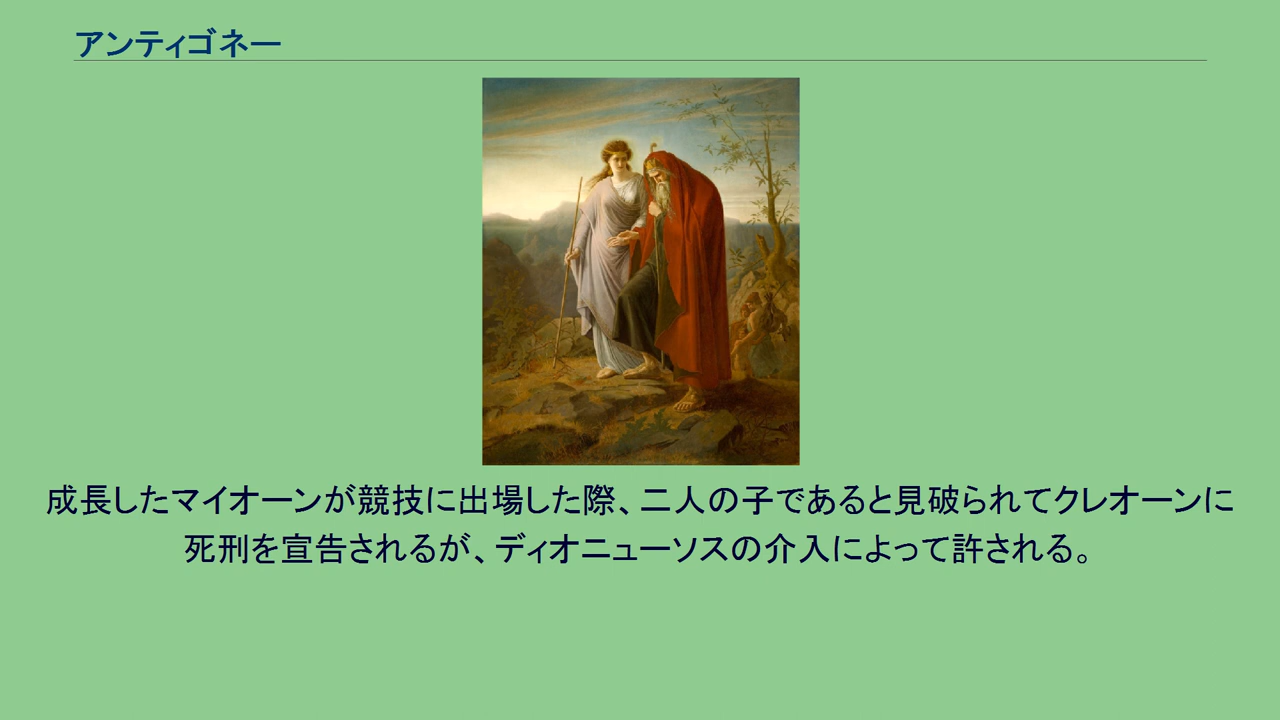 アンティゴネー
成長したマイオーンが競技に出場した際、二人の子であると見破られてクレオーンに
死刑を宣告されるが、ディオニューソスの介入によって許される。